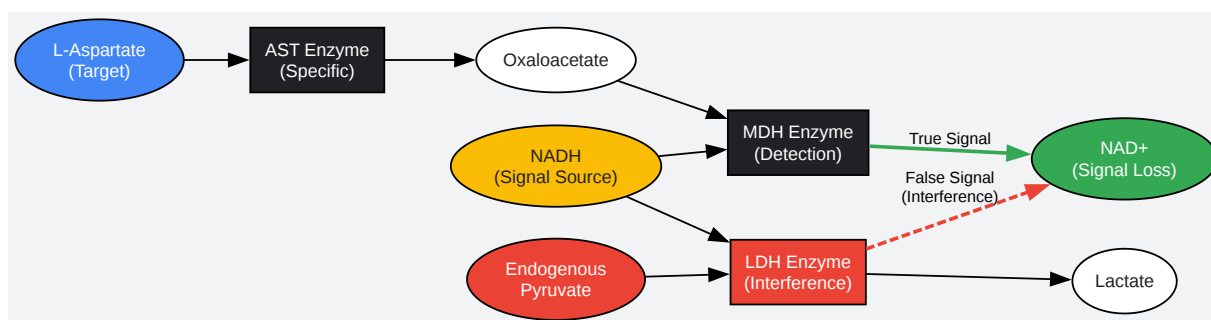 L-Aspartate
(Target)
AST Enzyme
(Specific)
Oxaloacetate
NADH
(Signal Source)
MDH Enzyme
(Detection)
True Signal
NAD+
(Signal Loss)
False Signal
(Interference)
Endogenous
Pyruvate
LDH Enzyme
(Interference)
Lactate